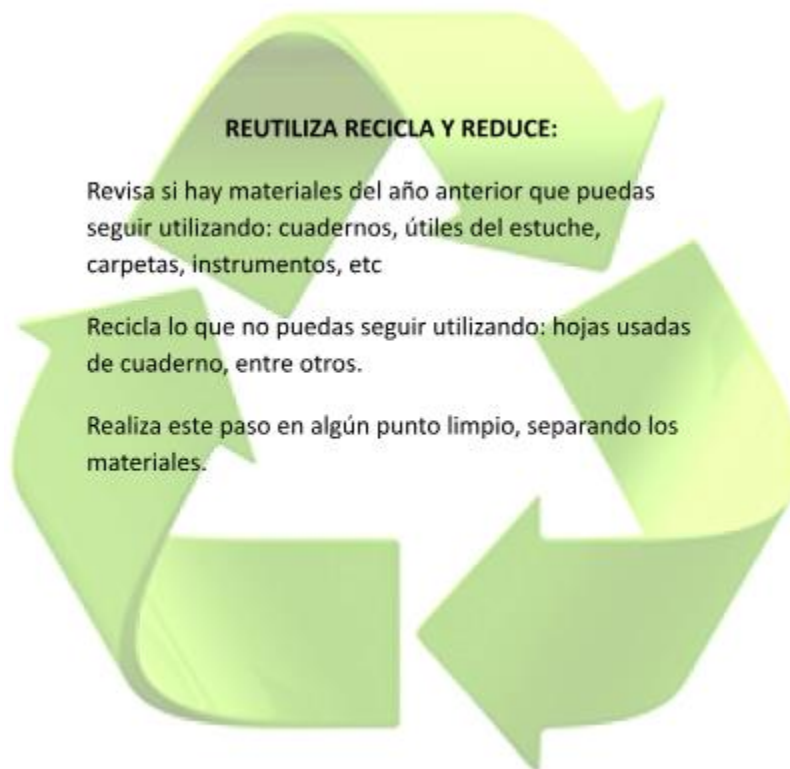 REUTILIZA RECICLA Y REDUCE:
Revisa si hay materiales del año anterior que puedas
seguir utilizando: cuadernos, útiles del estuche,
carpetas, instrumentos, etc
Recicla lo que no puedas seguir utilizando: hojas usadas
de cuaderno, entre otros.
Realiza este paso en algún punto limpio, separando los
materiales.